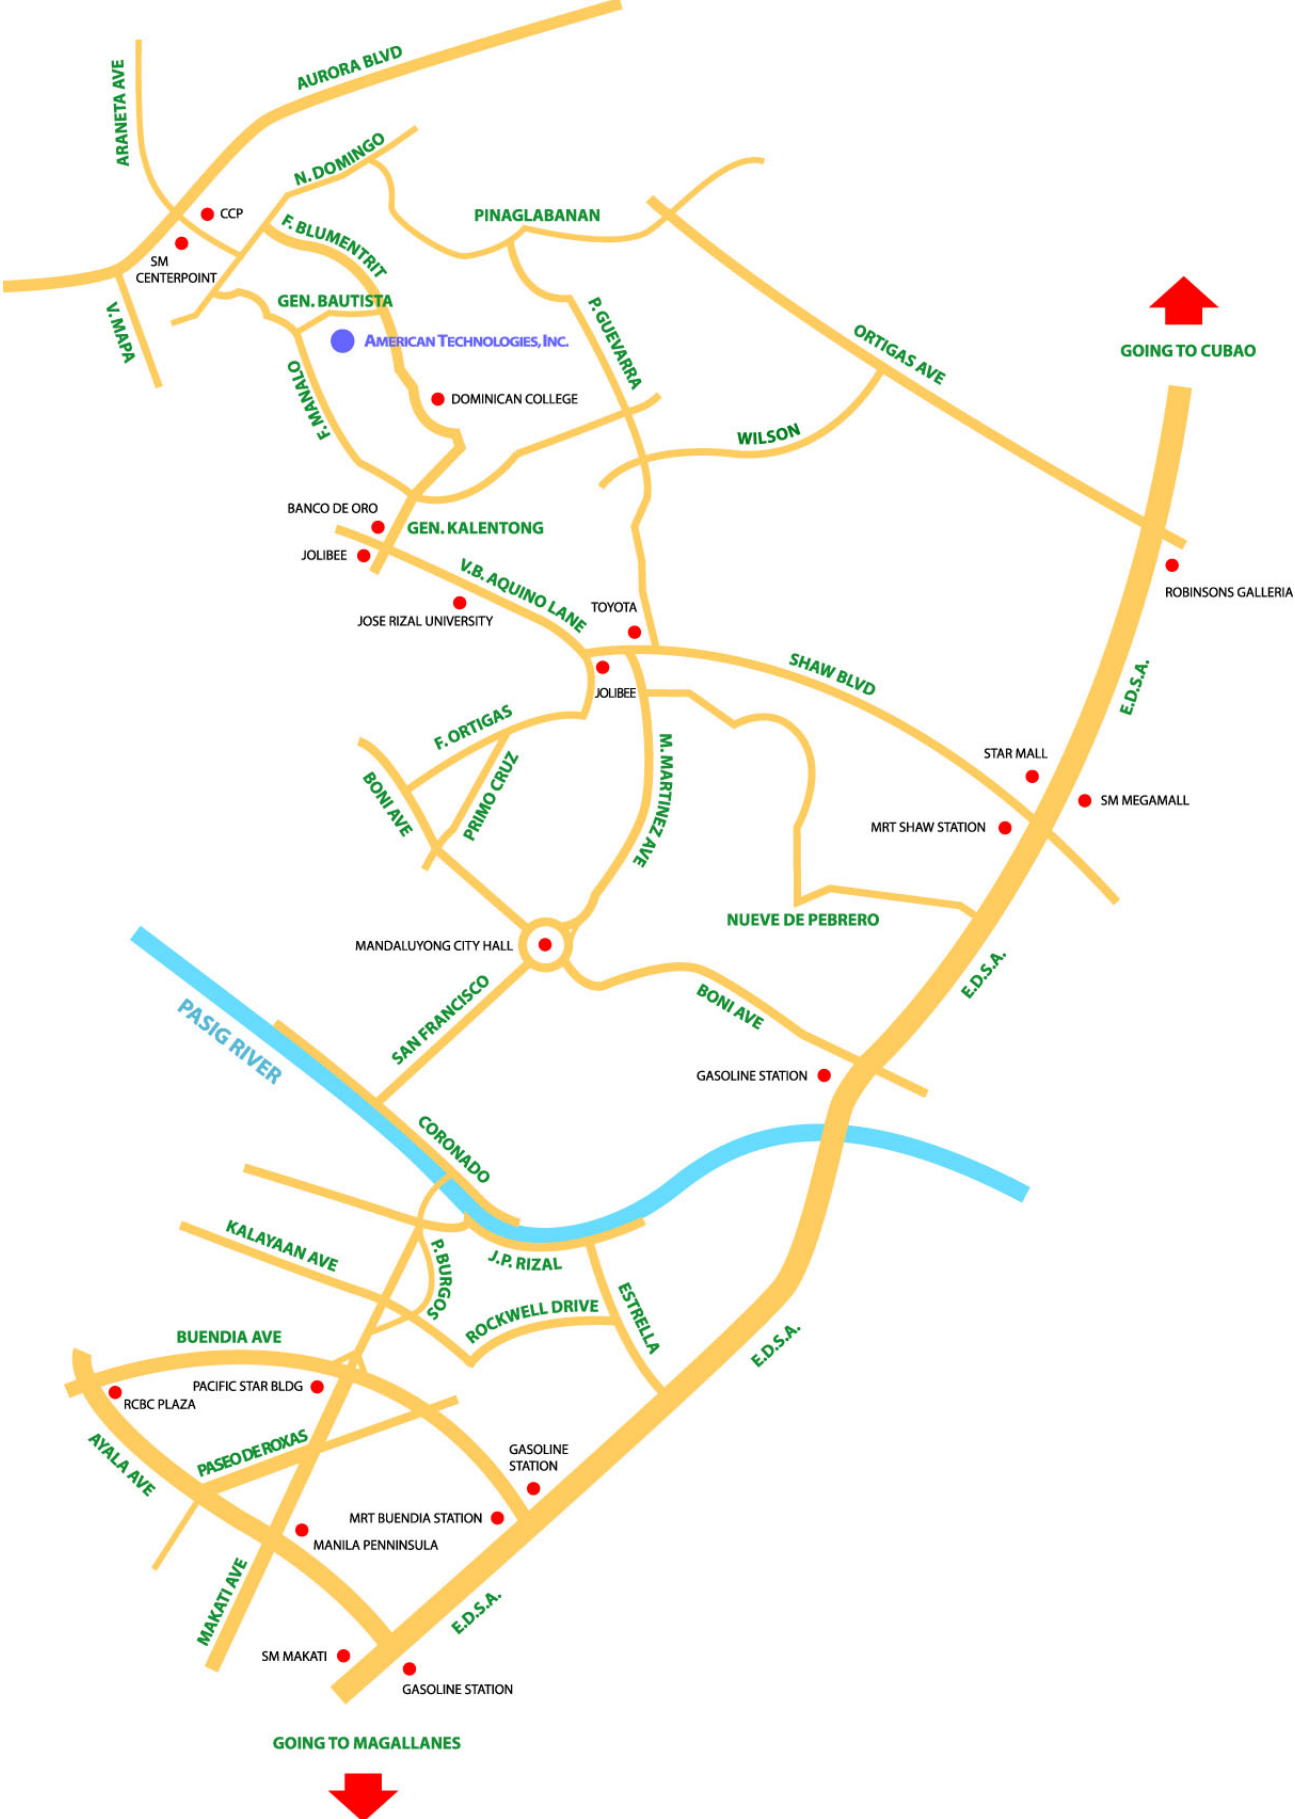 AURORA BLVD
ARANETA AVE
N. DOMINGO
CCP
PINAGLABANAN
F. BLUMENTRIT
SM
CENTERPOINT
GEN. BAUTISTA
V. MAPA
P. GUEVARRA
AMERICAN TECHNOLOGIES, INC.
ORTIGAS AVE
GOING TO CUBAO
F. MANALO
DOMINICAN COLLEGE
WILSON
BANCO DE ORO
GEN. KALENTONG
JOLIBEE
V.B. AQUINO LANE
ROBINSONS GALLERIA
TOYOTA
JOSE RIZAL UNIVERSITY
SHAW BLVD
E.D.S.A.
JOLIBEE
F. ORTIGAS
STAR MALL
BONI AVE
PRIMO CRUZ
M. MARTINEZ AVE
SM MEGAMALL
MRT SHAW STATION
NUEVE DE PEBRERO
MANDALUYONG CITY HALL
E.D.S.A.
SAN FRANCISCO
BONI AVE
PASIG RIVER
GASOLINE STATION
CORONADO
KALAYAAN AVE
P. BURGOS
J.P. RIZAL
ESTRELLA
ROCKWELL DRIVE
BUENDIA AVE
E.D.S.A.
PACIFIC STAR BLDG
RCBC PLAZA
AYALA AVE
PASEO DE ROXAS
GASOLINE
STATION
MRT BUENDIA STATION
MANILA PENNINSULA
MAKATI AVE
E.D.S.A.
SM MAKATI
GASOLINE STATION
GOING TO MAGALLANES